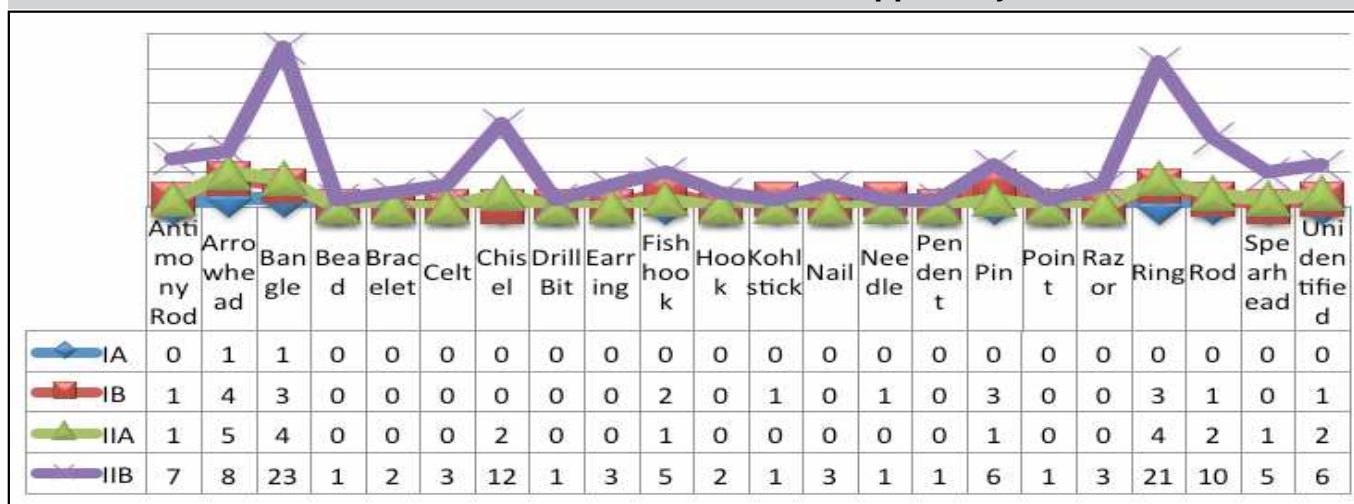 Anti
mo
ny
Rod
Arro
whe
ad
Ban
gle
Bea
d
Brac
elet
Celt
Chis
el
Drill
Bit
Earr
ing
Fish
hoo
k
Hoo
k
Kohl
stick
Nail
Nee
dle
Pen
den
t
Pin
Poin
t
Raz
or
Ring
Rod
Spe
arh
ead
Uni
den
tifie
d
IA 0 1 1 0 0 0 0 0 0 0 0 0 0 0 0 0 0 0 0 0 0 0
IB 1 4 3 0 0 0 0 0 0 2 0 1 0 1 0 3 0 0 3 1 0 1
IIA 1 5 4 0 0 0 2 0 0 1 0 0 0 0 0 1 0 0 4 2 1 2
IIB 7 8 23 1 2 3 12 1 3 5 2 1 3 1 1 6 1 3 21 10 5 6